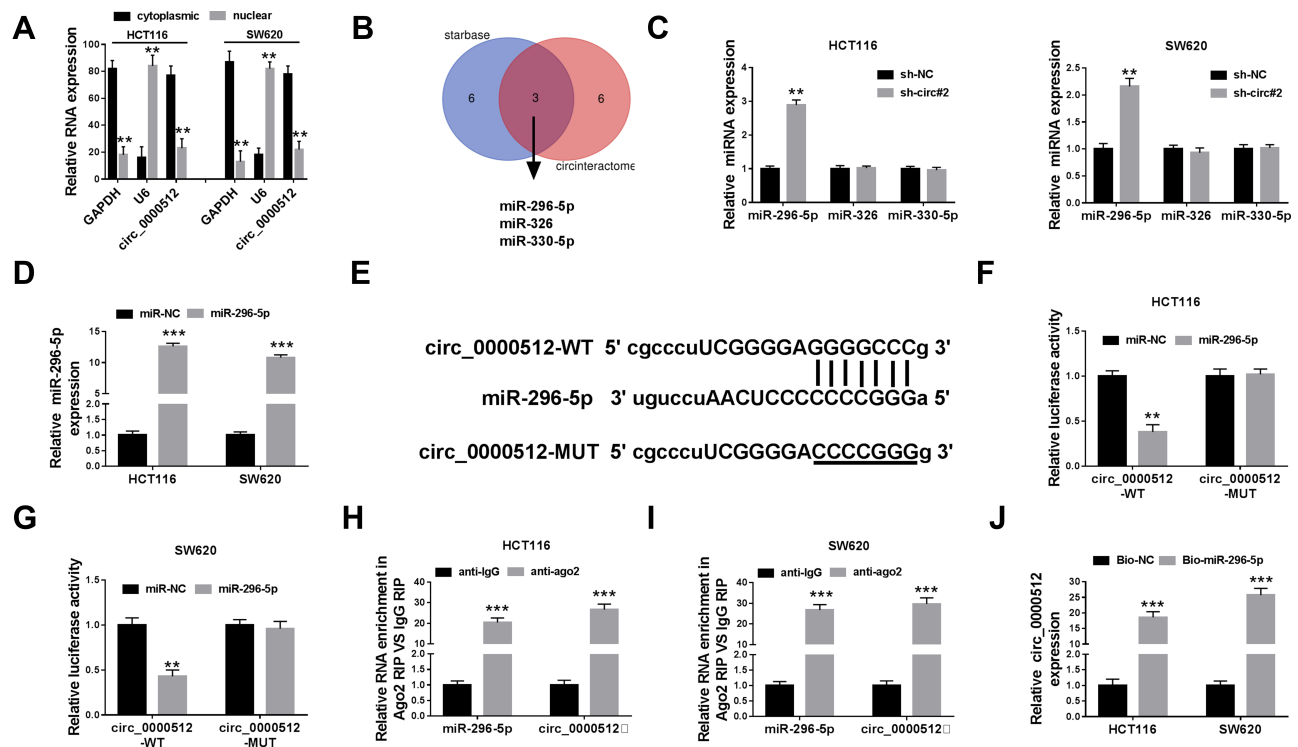 A
cytoplasmic nuclear
HCT116 SW620
Relative RNA expression
100
80
60
40
20
0
** ** ** ** ** **
GAPDH U6 circ_0000512 GAPDH U6 circ_0000512
B
starbase
6 3 6
circinteractome
miR-296-5p
miR-326
miR-330-5p
C
HCT116
Relative miRNA expression
4
3
2
1
0
sh-NC
sh-circ#2
**
miR-296-5p miR-326 miR-330-5p
SW620
Relative miRNA expression
2.5
2.0
1.5
1.0
0.5
0.0
sh-NC
sh-circ#2
**
miR-296-5p miR-326 miR-330-5p
D
miR-NC miR-296-5p
Relative miR-296-5p
expression
15
10
5
2.0
1.5
1.0
0.5
0.0
*** ***
HCT116 SW620
E
circ_0000512-WT 5' cgcccuUCGGGGAGGGGCCCg 3'
miR-296-5p 3' uguccuAACUCCCCCCCGGGa 5'
circ_0000512-MUT 5' cgcccuUCGGGGACCCCGGGg 3'
F
HCT116
Relative luciferase activity
1.5
1.0
0.5
0.0
miR-NC miR-296-5p
**
circ_0000512 circ_0000512
-WT -MUT
G
SW620
Relative luciferase activity
1.5
1.0
0.5
0.0
miR-NC miR-296-5p
**
circ_0000512 circ_0000512
-WT -MUT
H
HCT116
anti-IgG anti-ago2
Relative RNA enrichment in
Ago2 RIP VS IgG RIP
40
30
20
10
2.0
1.5
1.0
0.5
0.0
*** ***
miR-296-5p circ_0000512□
I
SW620
anti-IgG anti-ago2
Relative RNA enrichment in
Ago2 RIP VS IgG RIP
40
30
20
10
2.0
1.5
1.0
0.5
0.0
*** ***
miR-296-5p circ_0000512□
J
Bio-NC Bio-miR-296-5p
Relative circ_0000512
expression
30
25
20
15
10
5
2.0
1.5
1.0
0.5
0.0
*** ***
HCT116 SW620